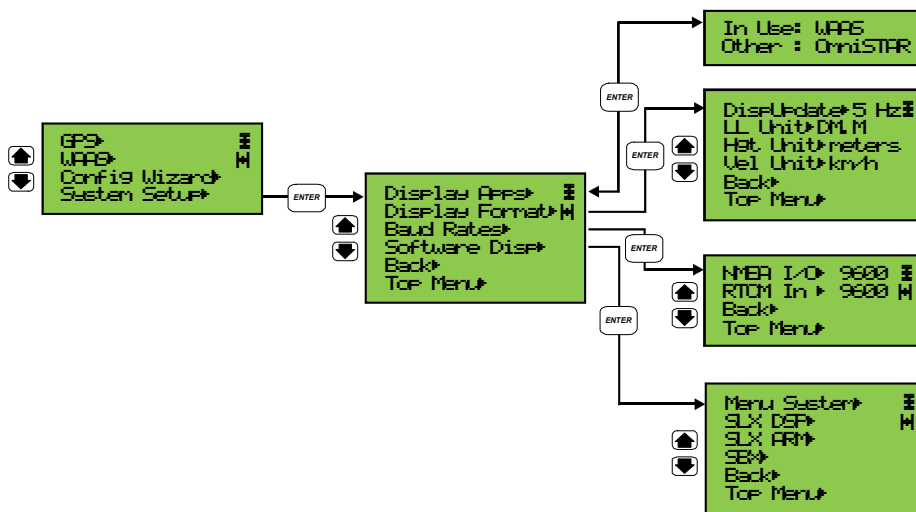 GPS
WAAS
Config Wizard
System Setup
ENTER
Display Apps
Display Format
Baud Rates
Software Disp
Back
Top Menu
ENTER
In Use: WAAS
Other : OmniSTAR
ENTER
DispUpdate 5 Hz
LL Unit DM.M
Hgt Unit meters
Vel Unit km/h
Back
Top Menu
ENTER
NMEA I/O 9600
RTCM In 9600
Back
Top Menu
ENTER
Menu System
SLX DSP
SLX ARM
SBX
Back
Top Menu